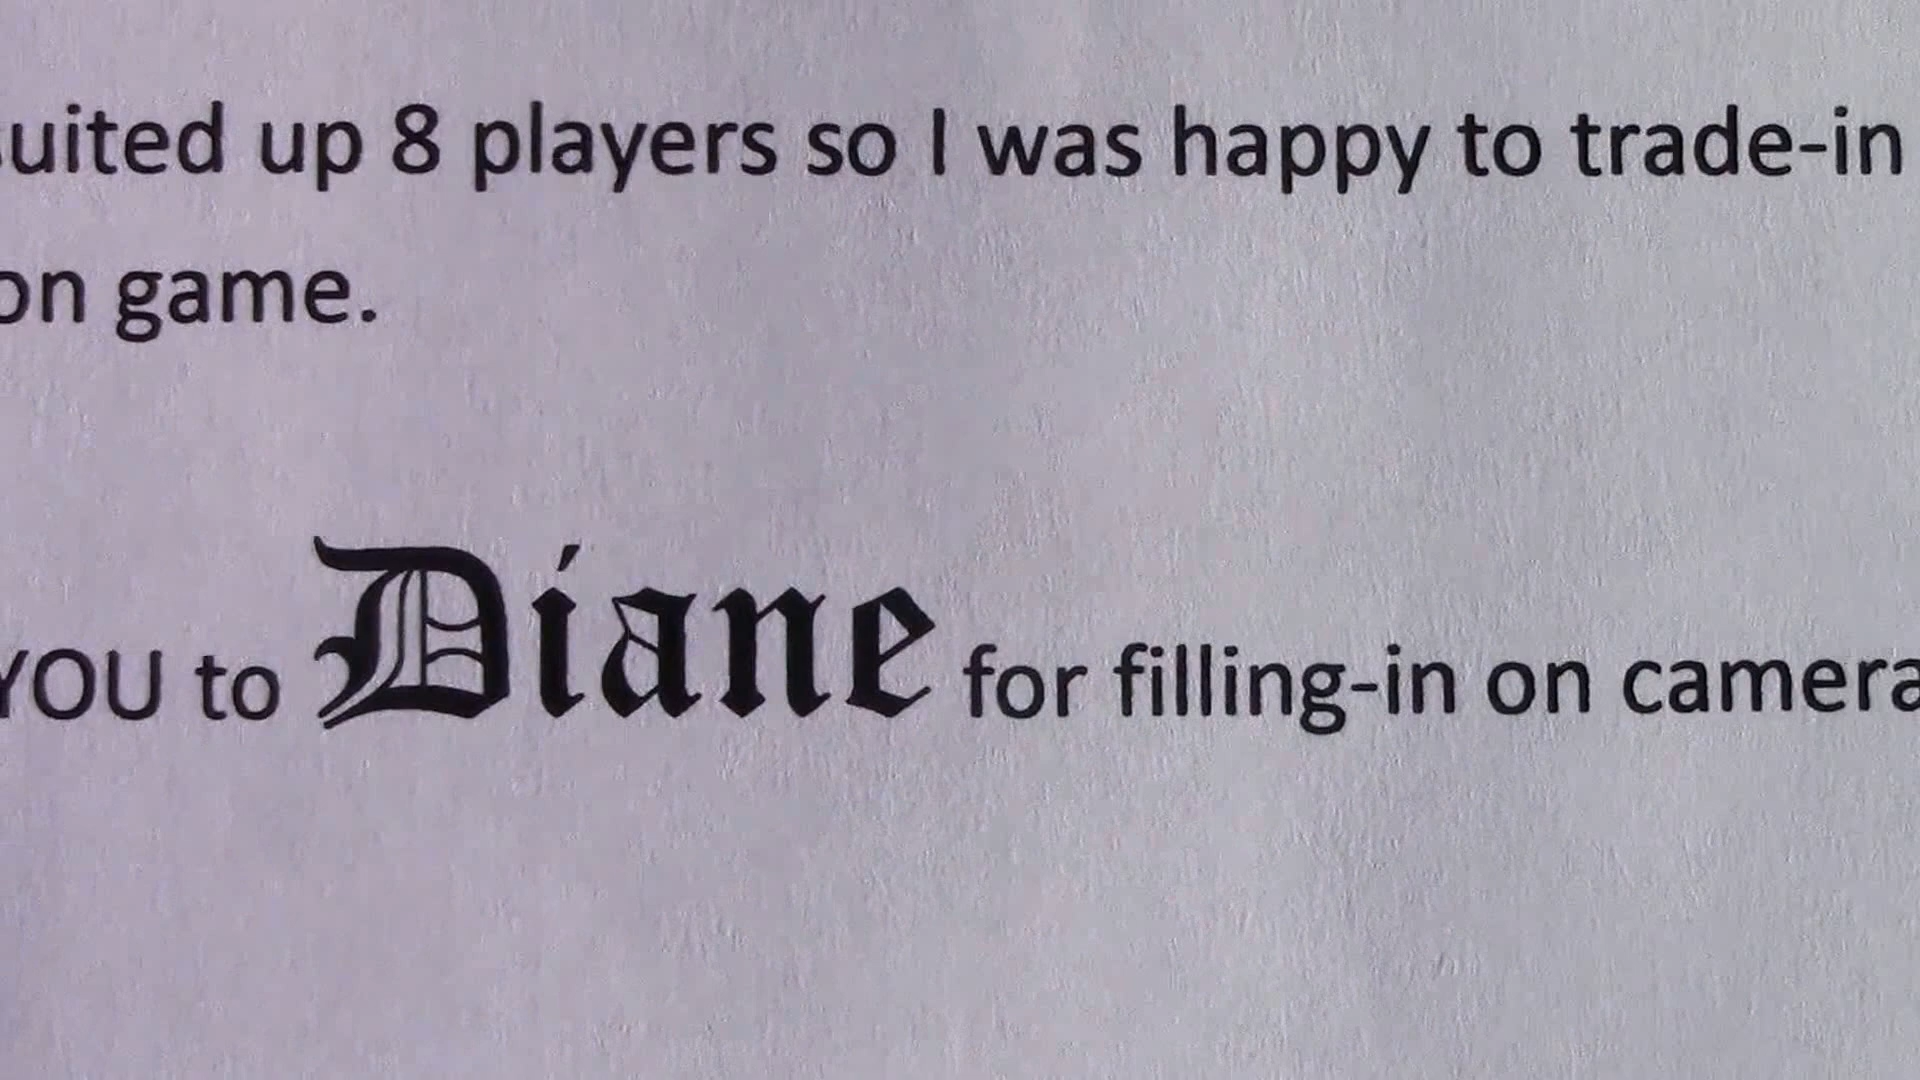 uited up 8 players so I was happy to trade-in
on game.
YOU to Diane for filling-in on camera